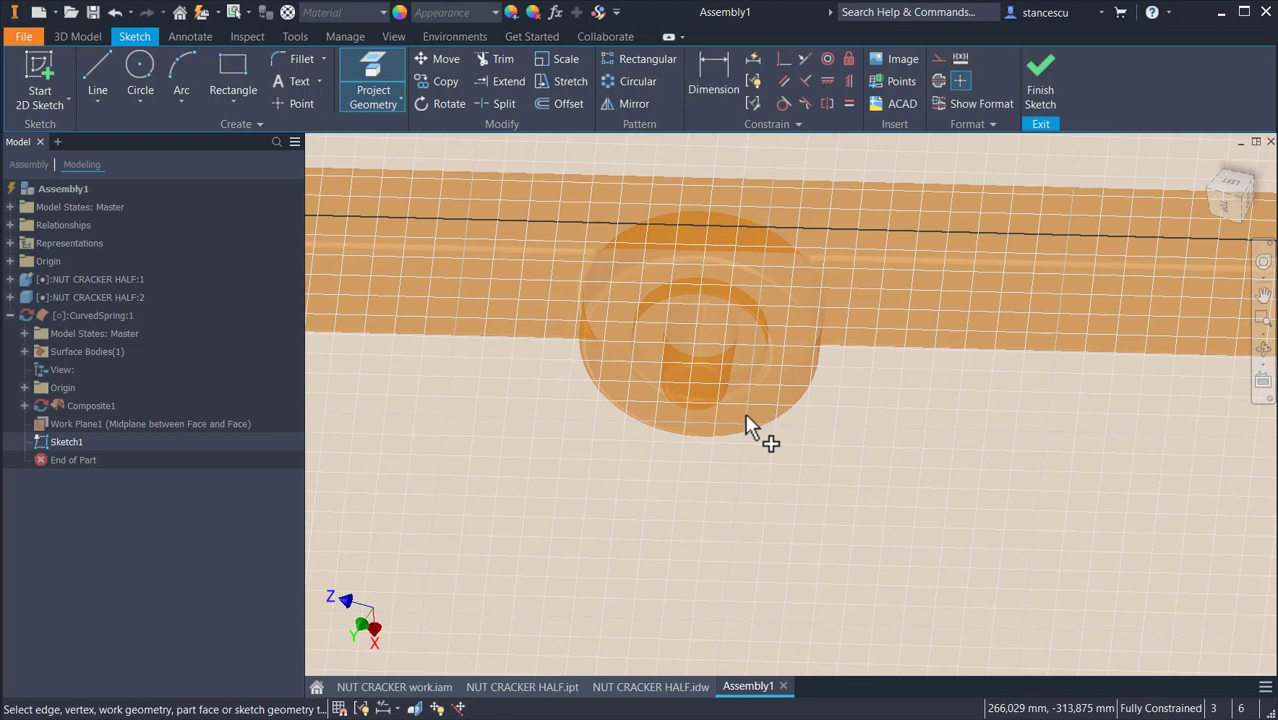 Material Appearance fx Assembly1 Search Help & Commands... stancescu ?
File 3D Model Sketch Annotate Inspect Tools Manage View Environments Get Started Collaborate
Start 2D Sketch Line Circle Arc Rectangle Fillet Text Point Project Geometry Move Copy Rotate Trim Extend Split Scale Stretch Offset Rectangular Circular Mirror Dimension Image Points ACAD Show Format Finish Sketch
Sketch Create Modify Pattern Constrain Insert Format Exit
Model
Assembly Modeling
Assembly1
Model States: Master
Relationships
Representations
Origin
[●]:NUT CRACKER HALF:1
[●]:NUT CRACKER HALF:2
[○]:CurvedSpring:1
Model States: Master
Surface Bodies(1)
View:
Origin
Composite1
Work Plane1 (Midplane between Face and Face)
Sketch1
End of Part
LEFT
TOP
Z
Y
X
NUT CRACKER work.iam NUT CRACKER HALF.ipt NUT CRACKER HALF.idw Assembly1
Select edge, vertex, work geometry, part face or sketch geometry t... 266,029 mm, -313,875 mm Fully Constrained 3 6